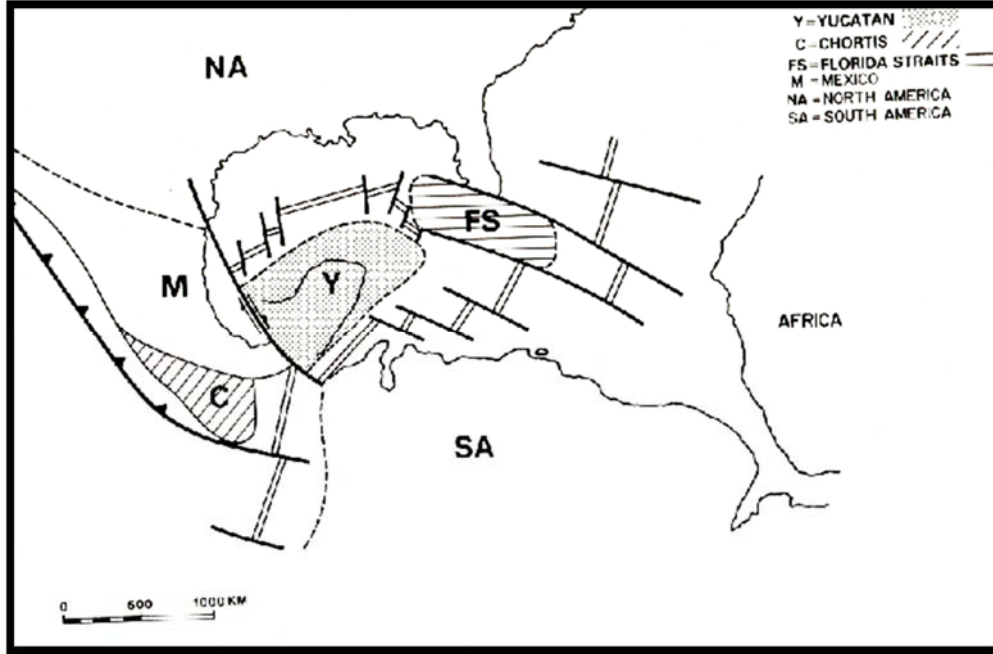 Y=YUCATAN
C=CHORTIS
FS=FLORIDA STRAITS
M=MEXICO
NA=NORTH AMERICA
SA=SOUTH AMERICA
NA
FS
Y
M
AFRICA
C
SA
0 500 1000 KM